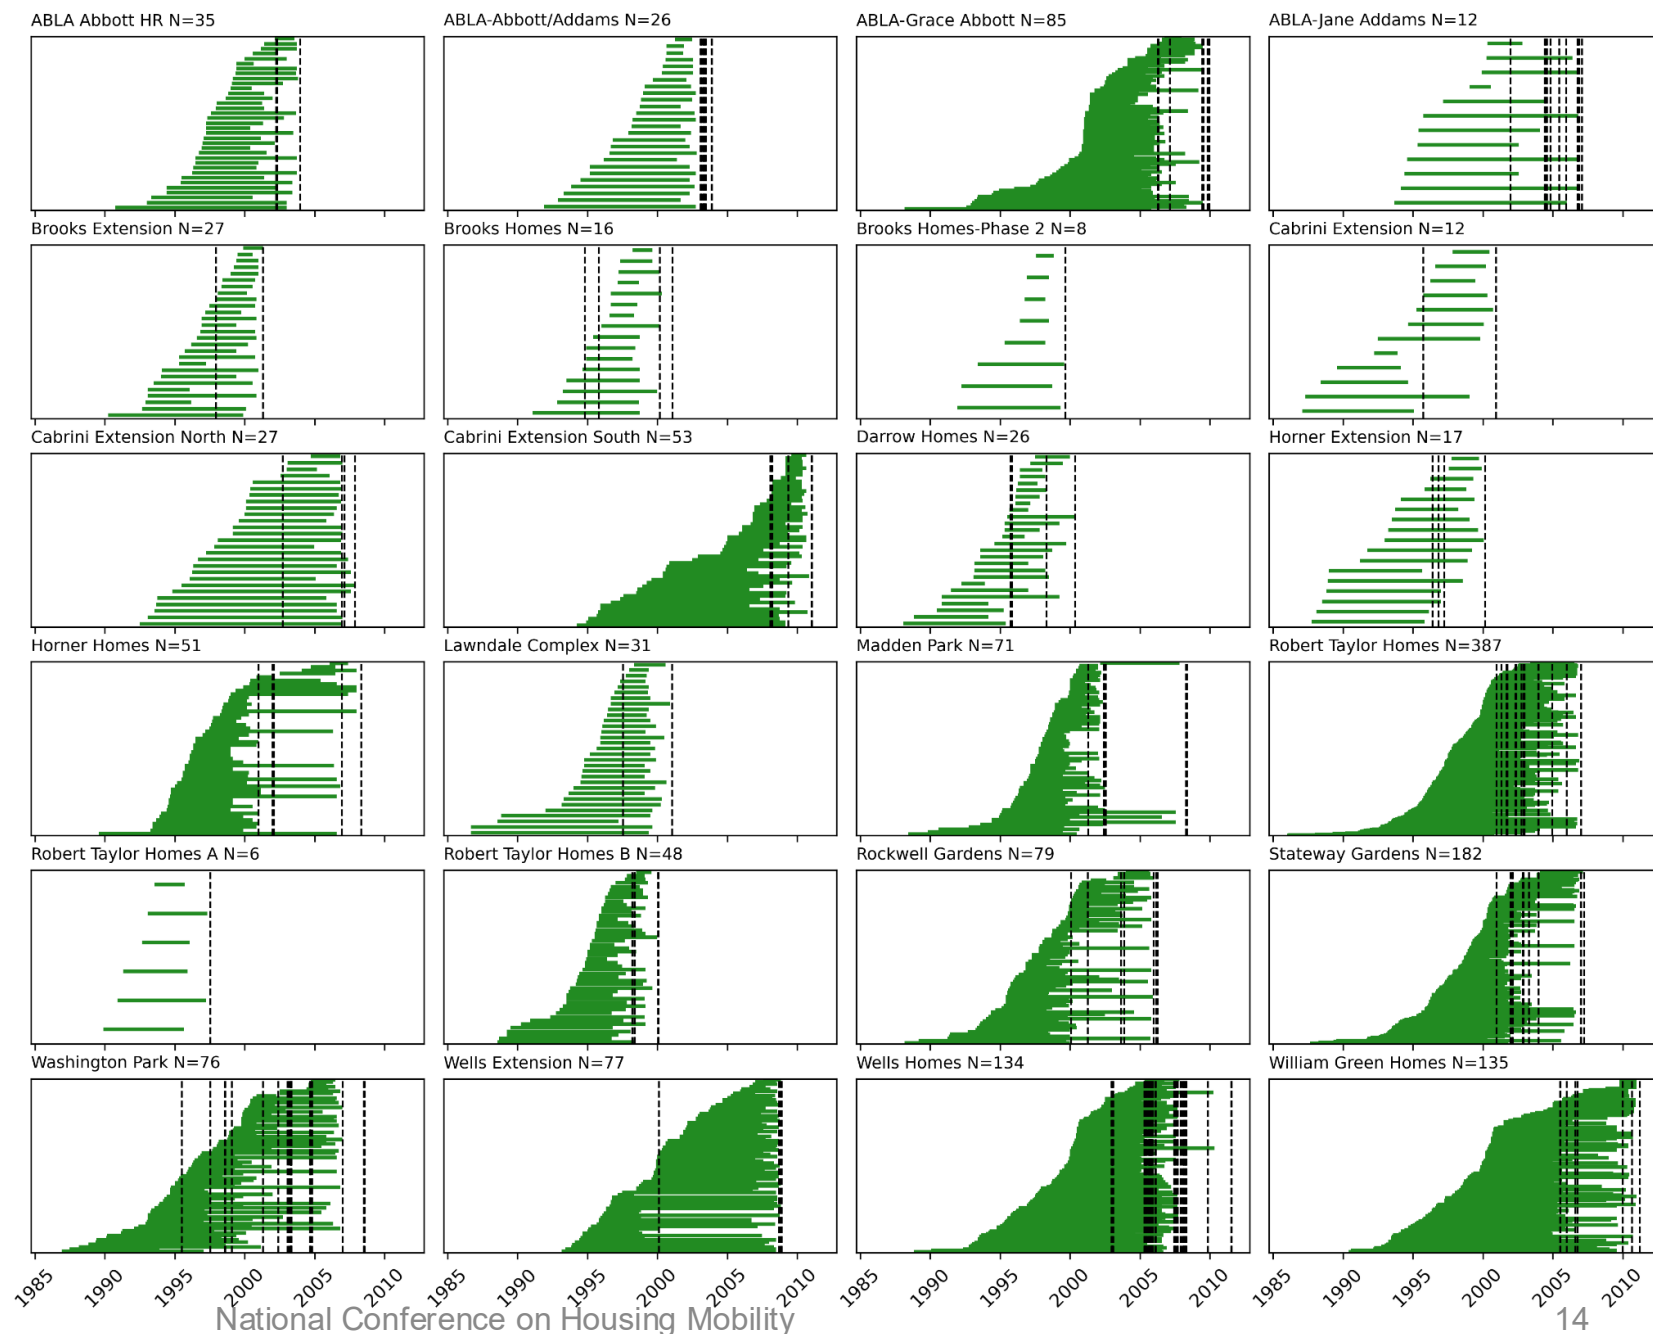 ABLA Abbott HR N=35
ABLA-Abbott/Addams N=26
ABLA-Grace Abbott N=85
ABLA-Jane Addams N=12
Brooks Extension N=27
Brooks Homes N=16
Brooks Homes-Phase 2 N=8
Cabrini Extension N=12
Cabrini Extension North N=27
Cabrini Extension South N=53
Darrow Homes N=26
Horner Extension N=17
Horner Homes N=51
Lawndale Complex N=31
Madden Park N=71
Robert Taylor Homes N=387
Robert Taylor Homes A N=6
Robert Taylor Homes B N=48
Rockwell Gardens N=79
Stateway Gardens N=182
Washington Park N=76
Wells Extension N=77
Wells Homes N=134
William Green Homes N=135
1985 1990 1995 2000 2005 2010
1985 1990 1995 2000 2005 2010
1985 1990 1995 2000 2005 2010
1985 1990 1995 2000 2005 2010
National Conference on Housing Mobility
14